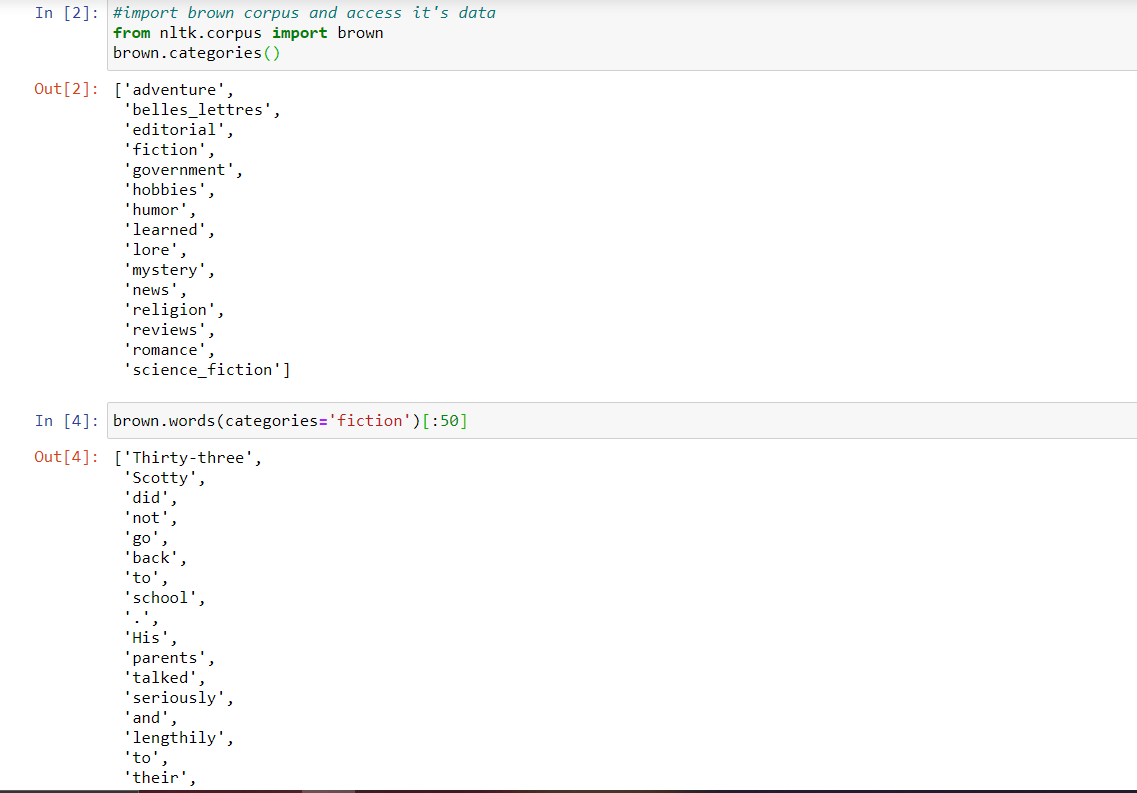 In [2]: #import brown corpus and access it's data
from nltk.corpus import brown
brown.categories()
Out[2]: ['adventure',
'belles_lettres',
'editorial',
'fiction',
'government',
'hobbies',
'humor',
'learned',
'lore',
'mystery',
'news',
'religion',
'reviews',
'romance',
'science_fiction']
In [4]: brown.words(categories='fiction')[:50]
Out[4]: ['Thirty-three',
'Scotty',
'did',
'not',
'go',
'back',
'to',
'school',
'.',
'His',
'parents',
'talked',
'seriously',
'and',
'lengthily',
'to',
'their',